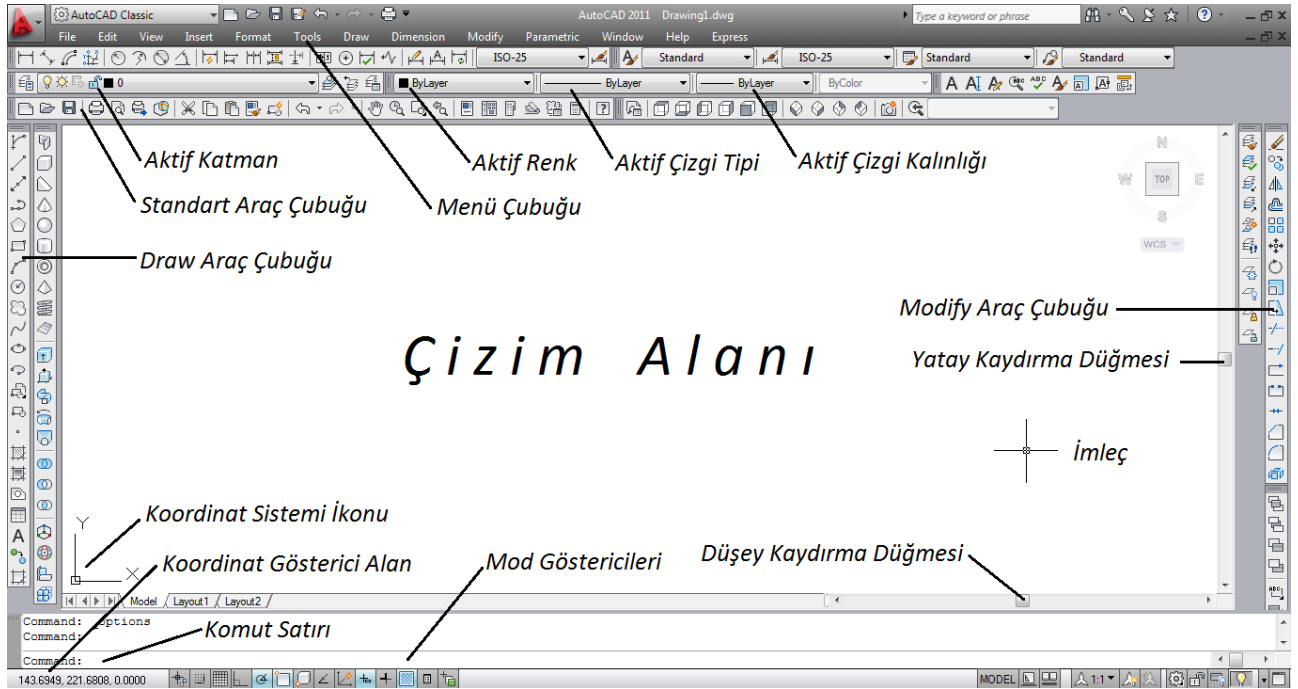 AutoCAD Classic AutoCAD 2011 Drawing1.dwg Type a keyword or phrase
File Edit View Insert Format Tools Draw Dimension Modify Parametric Window Help Express
ISO-25 Standard ISO-25 Standard Standard
0 ByLayer ByLayer ByLayer ByColor
Aktif Katman Aktif Renk Aktif Çizgi Tipi Aktif Çizgi Kalınlığı
N
W TOP E
S
WCS
Standart Araç Çubuğu Menü Çubuğu
Draw Araç Çubuğu
Modify Araç Çubuğu
Çizim Alanı
Yatay Kaydırma Düğmesi
İmleç
Koordinat Sistemi İkonu
Y
Koordinat Gösterici Alan Mod Göstericileri Düşey Kaydırma Düğmesi
X
Model Layout1 Layout2
Command: _options
Command:
Komut Satırı
Command:
143.6949, 221.6808, 0.0000 MODEL 1:1